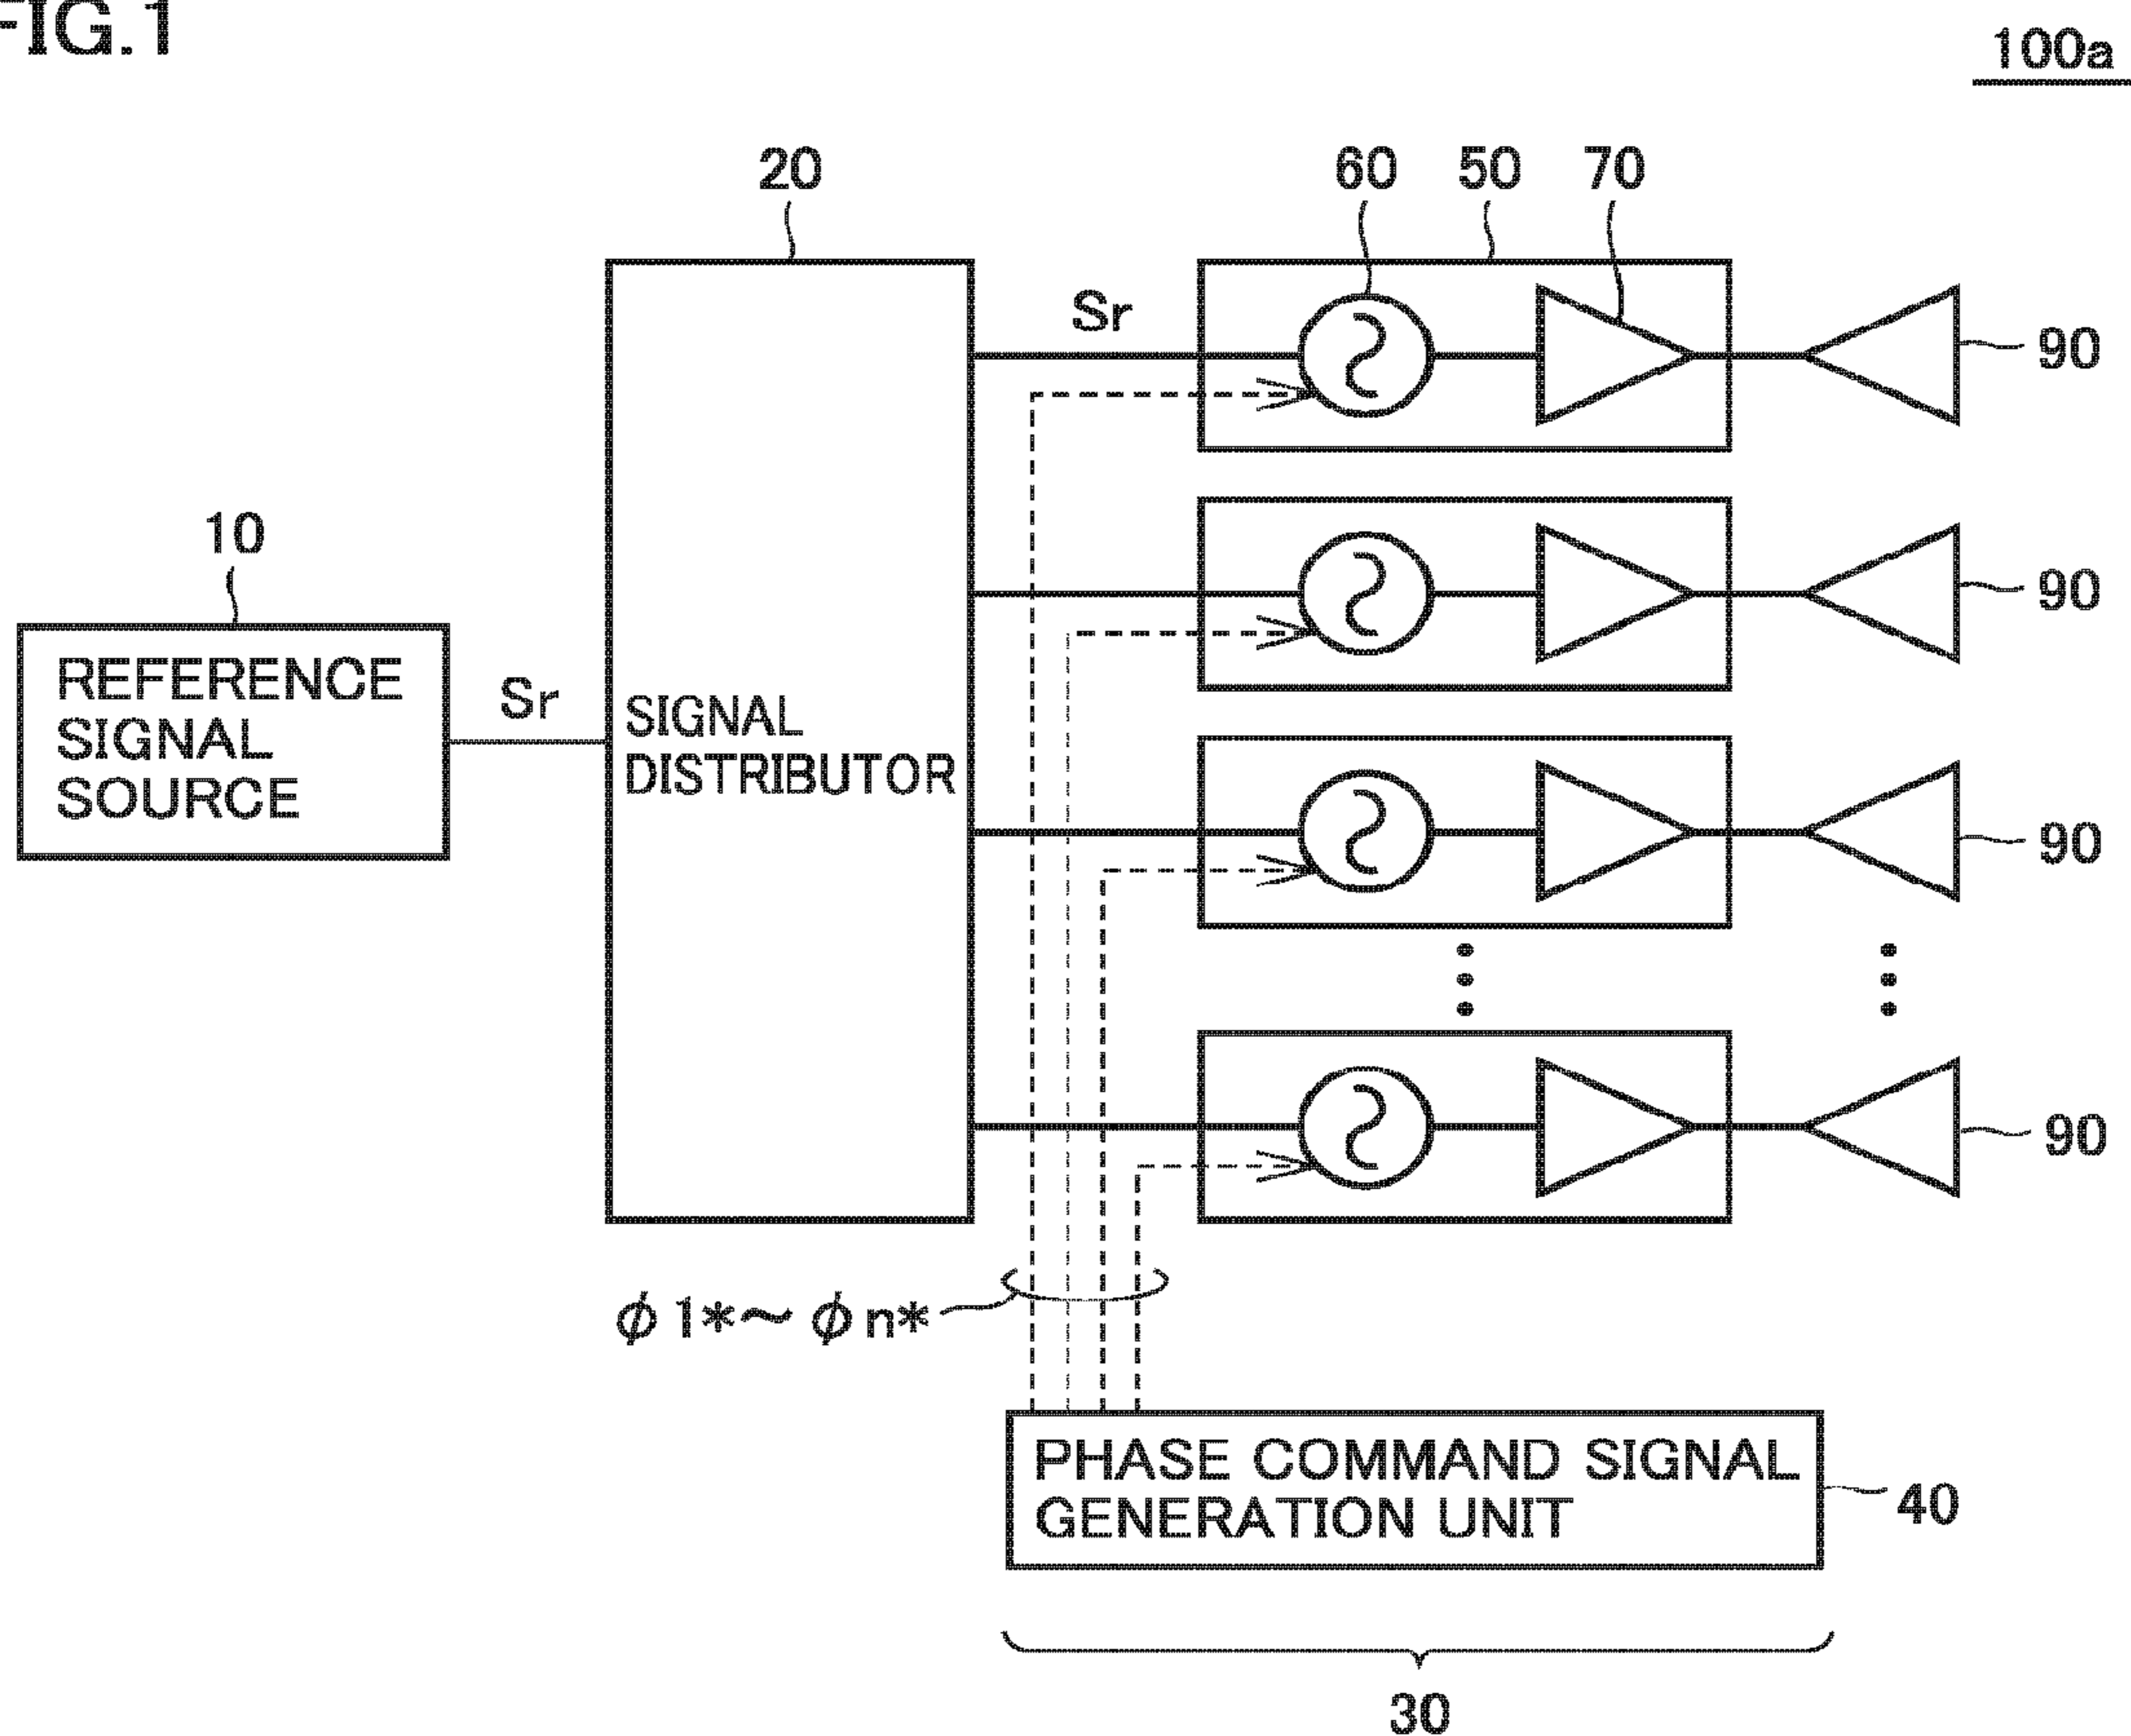 FIG.1
100a
20
60
50
70
Sr
90
10
90
REFERENCE
SIGNAL
SOURCE
Sr
SIGNAL
DISTRIBUTOR
90
90
ϕ1*~ϕn*
PHASE COMMAND SIGNAL
GENERATION UNIT
40
30